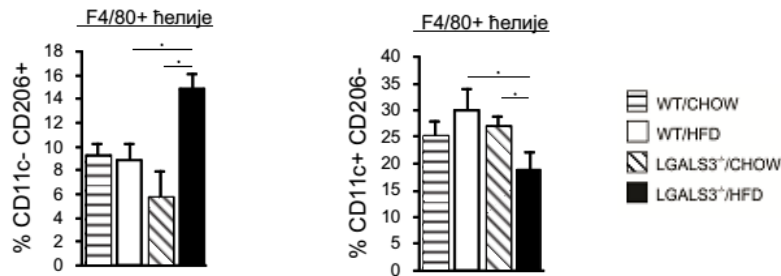 F4/80+ ћелије
% CD11c- CD206+
18
16
14
12
10
8
6
4
2
0
F4/80+ ћелије
% CD11c+ CD206-
40
35
30
25
20
15
10
5
0
WT/CHOW
WT/HFD
LGALS3-/-/CHOW
LGALS3-/-/HFD